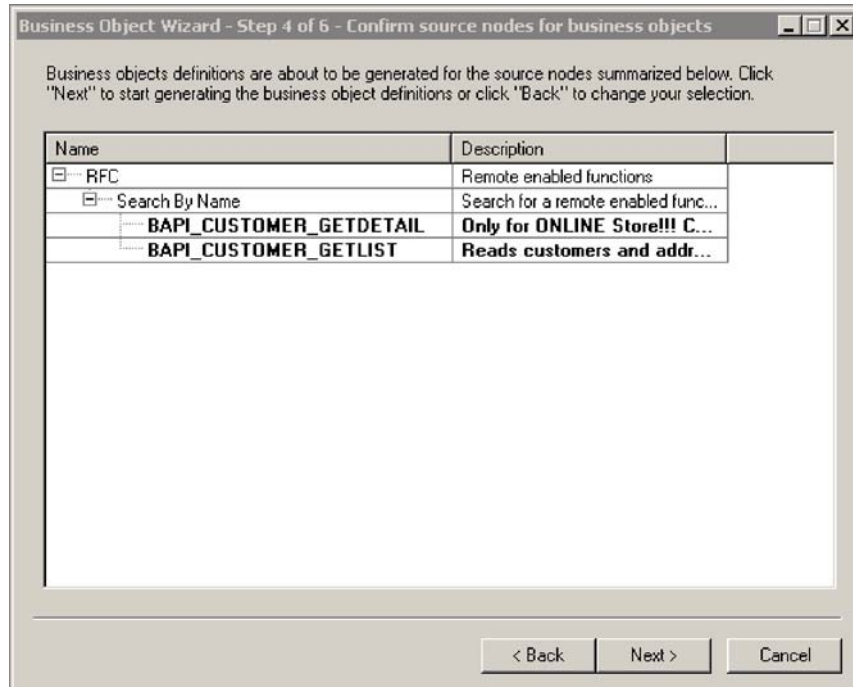 Business Object Wizard - Step 4 of 6 - Confirm source nodes for business objects
Business objects definitions are about to be generated for the source nodes summarized below. Click
"Next" to start generating the business object definitions or click "Back" to change your selection.
Name Description
RFC Remote enabled functions
Search By Name Search for a remote enabled func...
BAPI_CUSTOMER_GETDETAIL Only for ONLINE Store!!! C...
BAPI_CUSTOMER_GETLIST Reads customers and addr...
< Back Next > Cancel